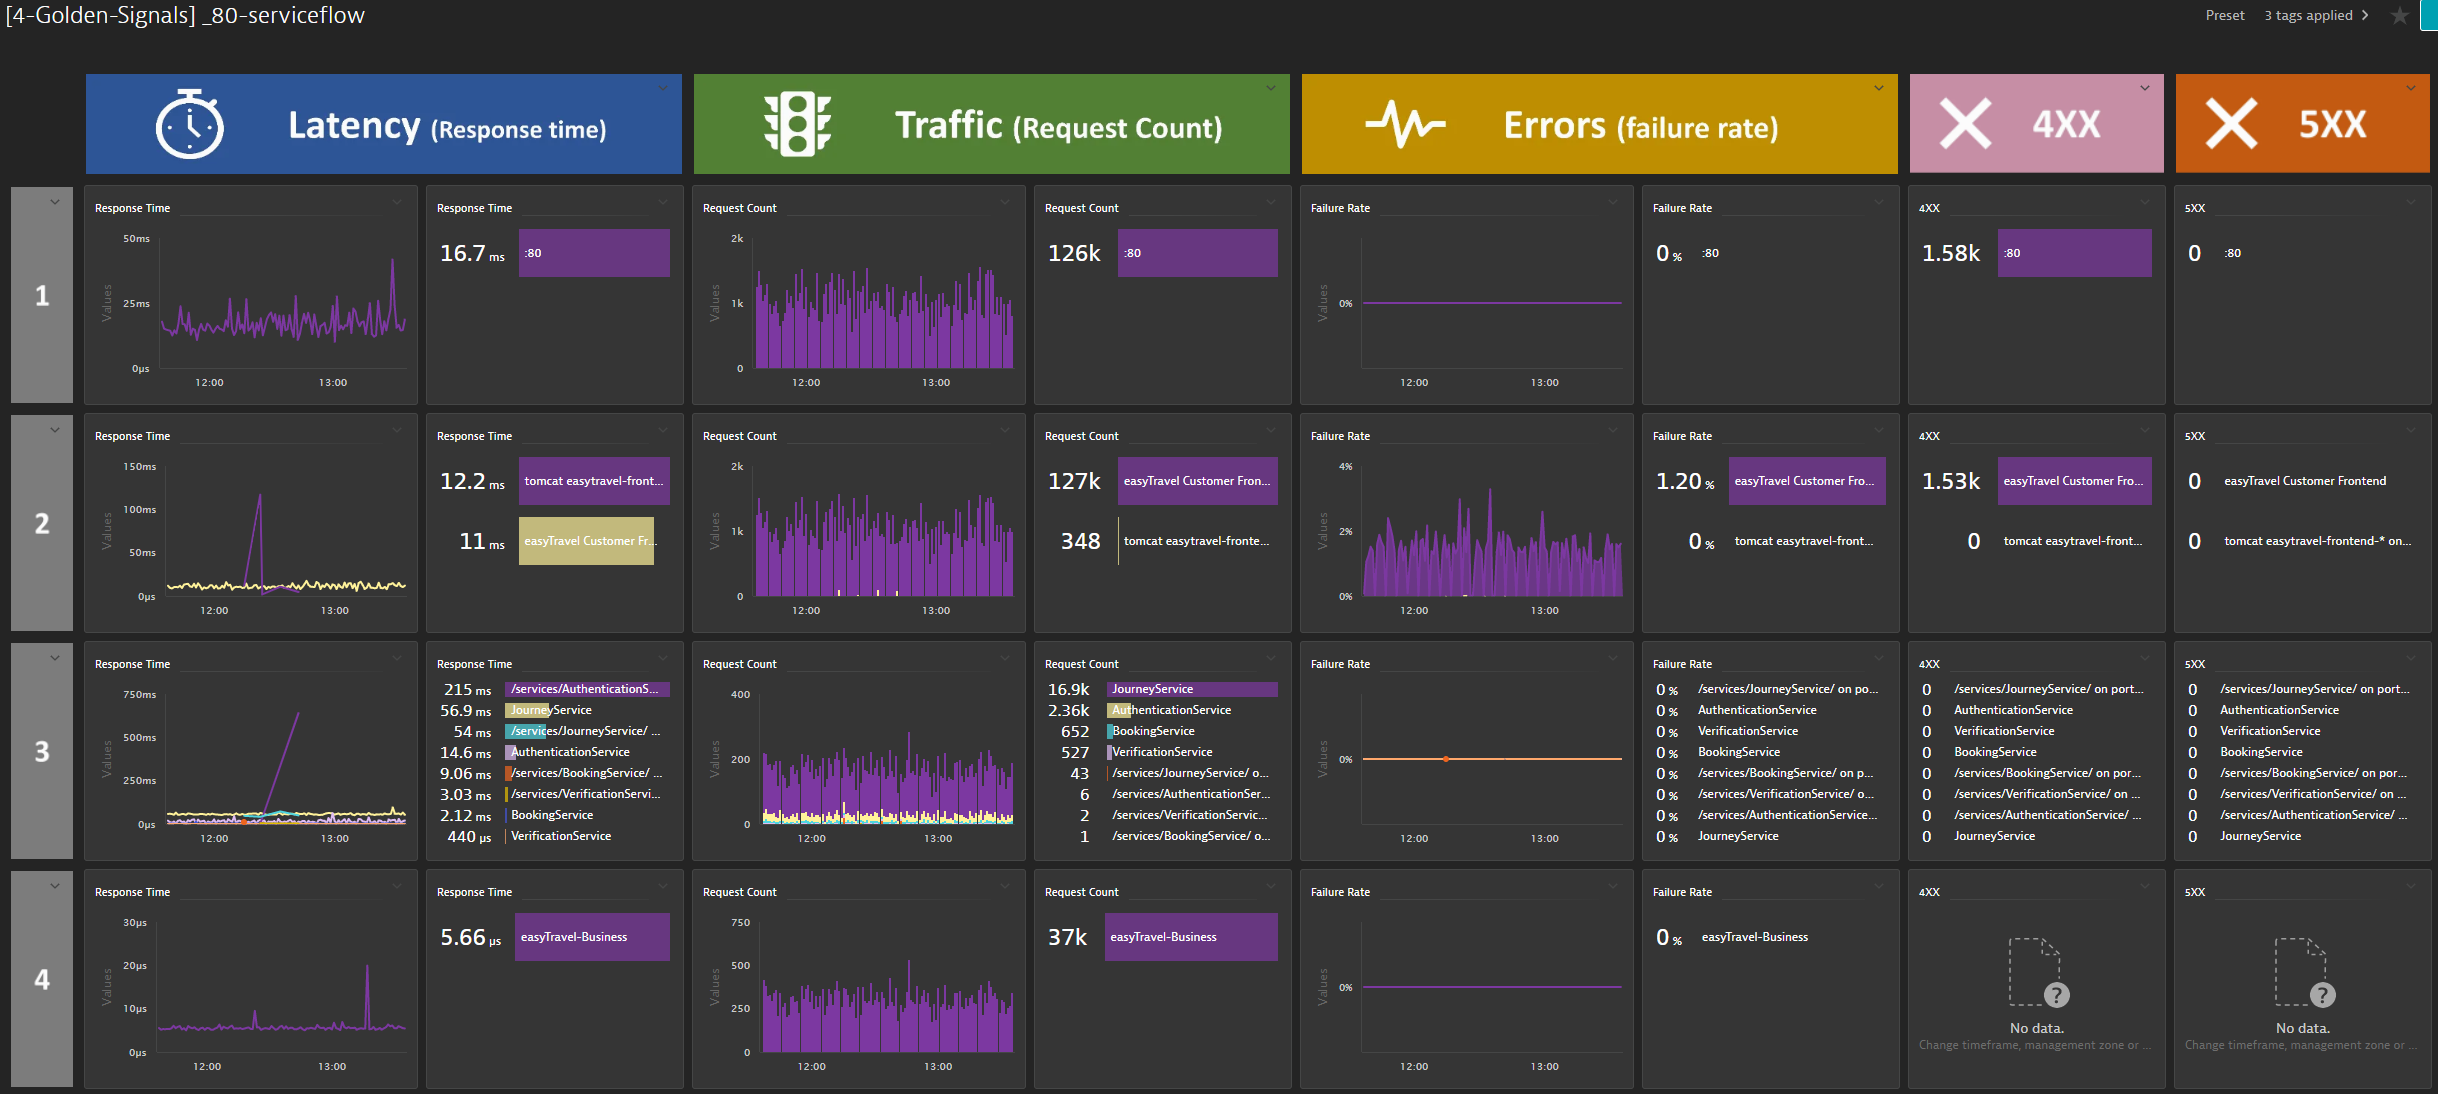 [4-Golden-Signals] _80-serviceflow
Preset
3 tags applied
Latency (Response time)
Traffic (Request Count)
Errors (failure rate)
4XX
5XX
1
Response Time
50ms
25ms
0µs
Values
12:00
13:00
Response Time
16.7 ms
:80
Request Count
2k
1k
0
Values
12:00
13:00
Request Count
126k
:80
Failure Rate
0%
Values
12:00
13:00
Failure Rate
0 %
:80
4XX
1.58k
:80
5XX
0
:80
2
Response Time
150ms
100ms
50ms
0µs
Values
12:00
13:00
Response Time
12.2 ms
tomcat easytravel-front...
11 ms
easyTravel Customer Fr...
Request Count
2k
1k
0
Values
12:00
13:00
Request Count
127k
easyTravel Customer Fron...
348
tomcat easytravel-fronte...
Failure Rate
4%
2%
0%
Values
12:00
13:00
Failure Rate
1.20 %
easyTravel Customer Fro...
0 %
tomcat easytravel-front...
4XX
1.53k
easyTravel Customer Fro...
0
tomcat easytravel-front...
5XX
0
easyTravel Customer Frontend
0
tomcat easytravel-frontend-* on...
3
Response Time
750ms
500ms
250ms
0µs
Values
12:00
13:00
Response Time
215 ms
/services/AuthenticationS...
56.9 ms
JourneyService
54 ms
/services/JourneyService/ ...
14.6 ms
AuthenticationService
9.06 ms
/services/BookingService/ ...
3.03 ms
/services/VerificationServi...
2.12 ms
BookingService
440 µs
VerificationService
Request Count
400
200
0
Values
12:00
13:00
Request Count
16.9k
JourneyService
2.36k
AuthenticationService
652
BookingService
527
VerificationService
43
/services/JourneyService/ o...
6
/services/AuthenticationSer...
2
/services/VerificationServic...
1
/services/BookingService/ o...
Failure Rate
0%
Values
12:00
13:00
Failure Rate
0 %
/services/JourneyService/ on po...
0 %
AuthenticationService
0 %
VerificationService
0 %
BookingService
0 %
/services/BookingService/ on p...
0 %
/services/VerificationService/ o...
0 %
/services/AuthenticationService...
0 %
JourneyService
4XX
0
/services/JourneyService/ on port...
0
AuthenticationService
0
VerificationService
0
BookingService
0
/services/BookingService/ on por...
0
/services/VerificationService/ on ...
0
/services/AuthenticationService/ ...
0
JourneyService
5XX
0
/services/JourneyService/ on port...
0
AuthenticationService
0
VerificationService
0
BookingService
0
/services/BookingService/ on por...
0
/services/VerificationService/ on ...
0
/services/AuthenticationService/ ...
0
JourneyService
4
Response Time
30µs
20µs
10µs
0µs
Values
12:00
13:00
Response Time
5.66 µs
easyTravel-Business
Request Count
750
500
250
0
Values
12:00
13:00
Request Count
37k
easyTravel-Business
Failure Rate
0%
Values
12:00
13:00
Failure Rate
0 %
easyTravel-Business
4XX
?
No data.
Change timeframe, management zone or ...
5XX
?
No data.
Change timeframe, management zone or ...